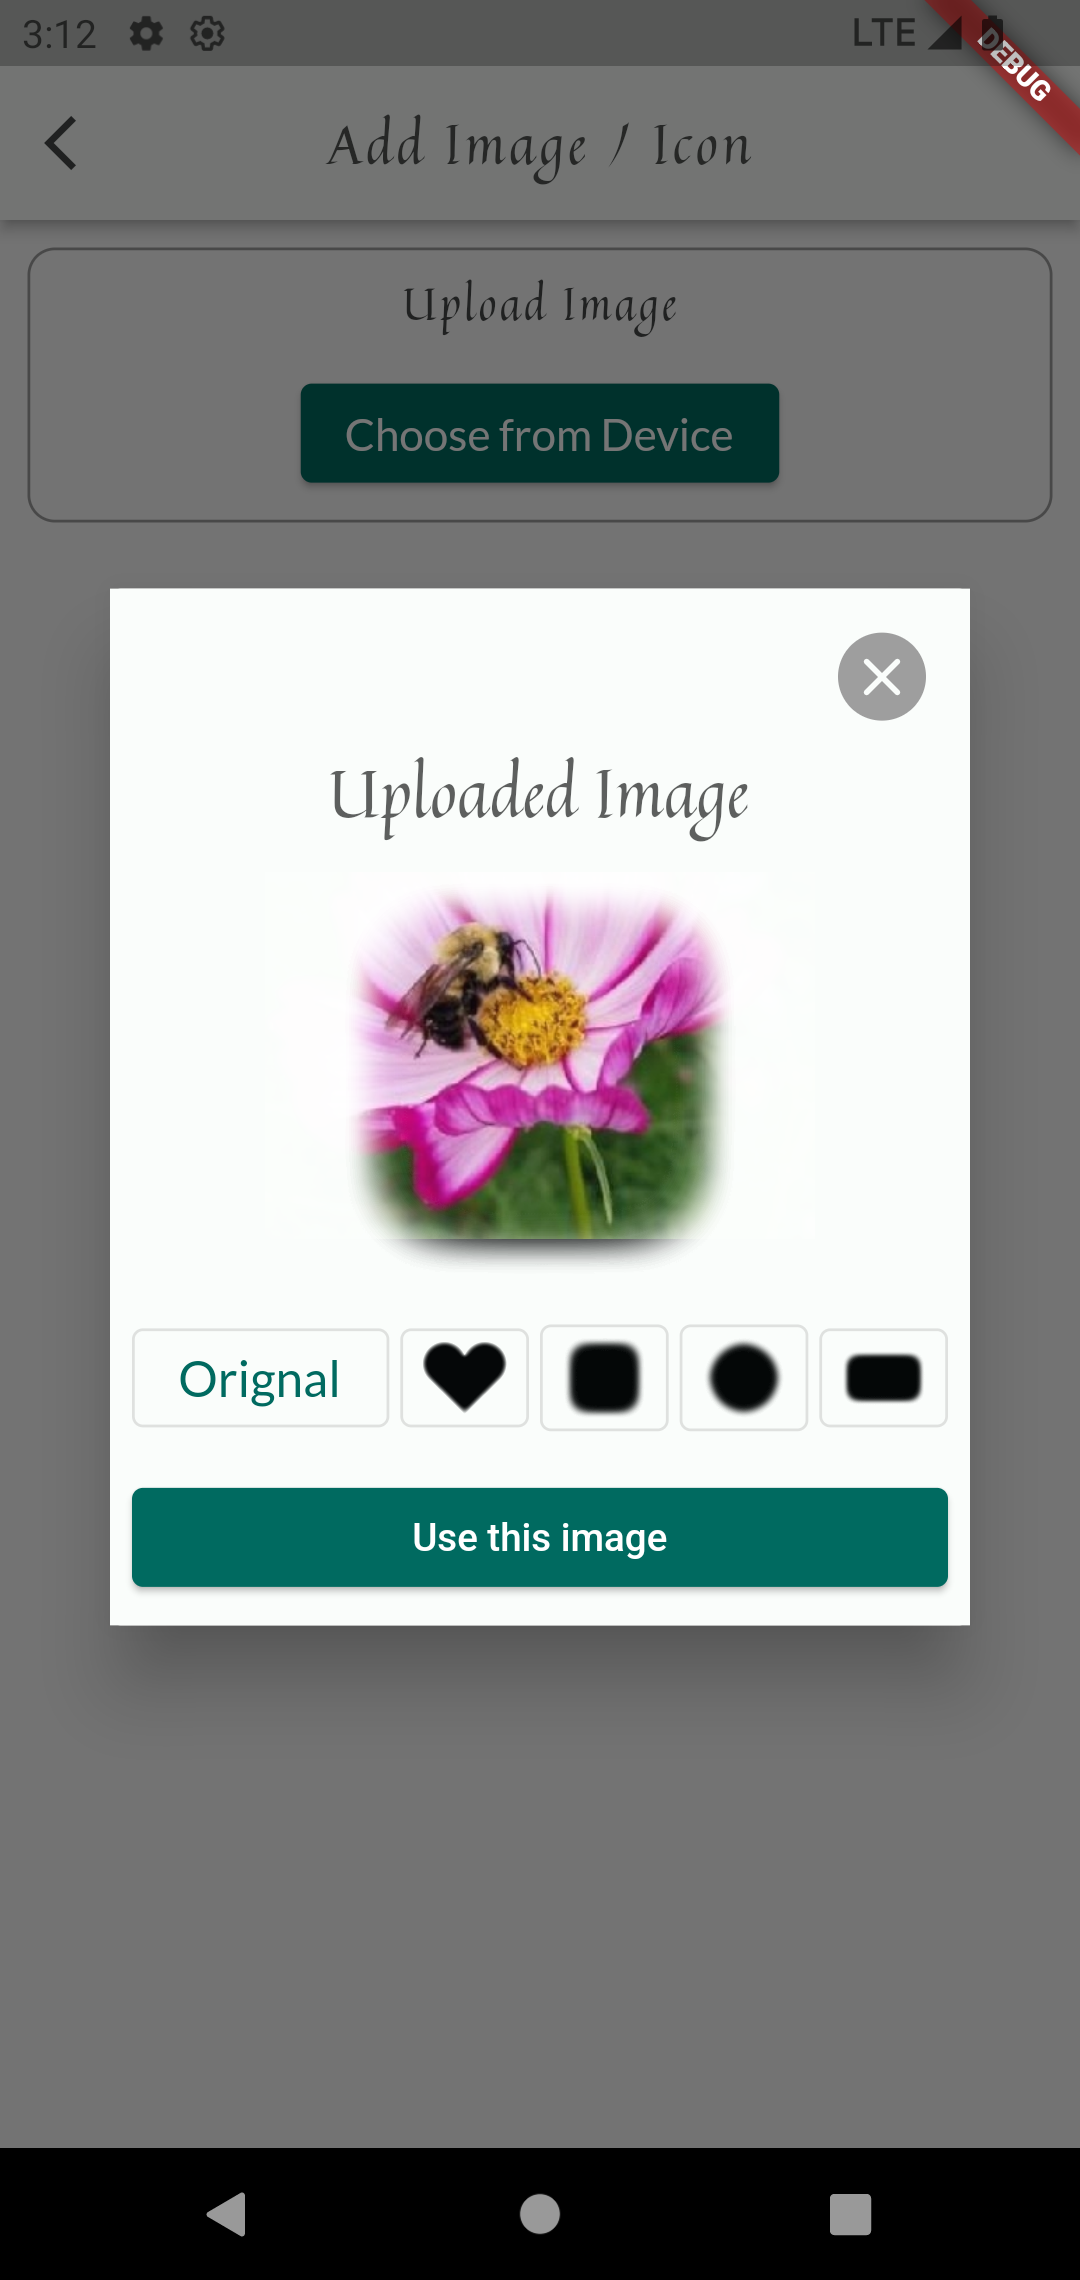 3:12 LTE
DEBUG
Add Image / Icon
Upload Image
Choose from Device
Uploaded Image
Orignal
Use this image